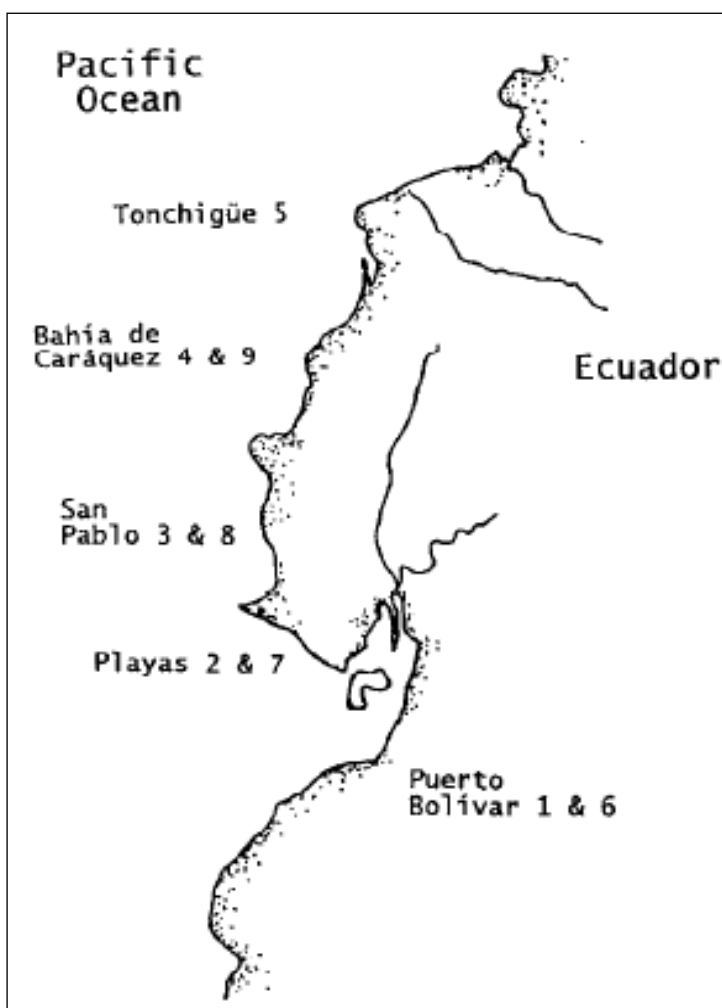 Pacific
Ocean
Tonchigüe 5
Bahía de
Caráquez 4 & 9
Ecuador
San
Pablo 3 & 8
Playas 2 & 7
Puerto
Bolívar 1 & 6